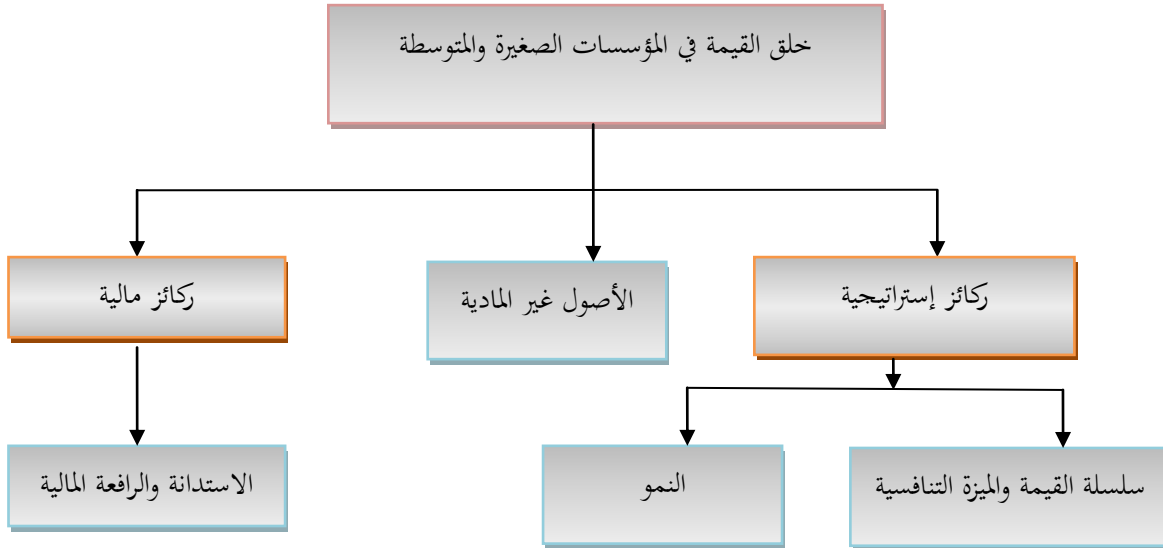 خلق القيمة في المؤسسات الصغيرة والمتوسطة
ركائز إستراتيجية
الأصول غير المادية
ركائز مالية
سلسلة القيمة والميزة التنافسية
النمو
الاستدانة والرافعة المالية